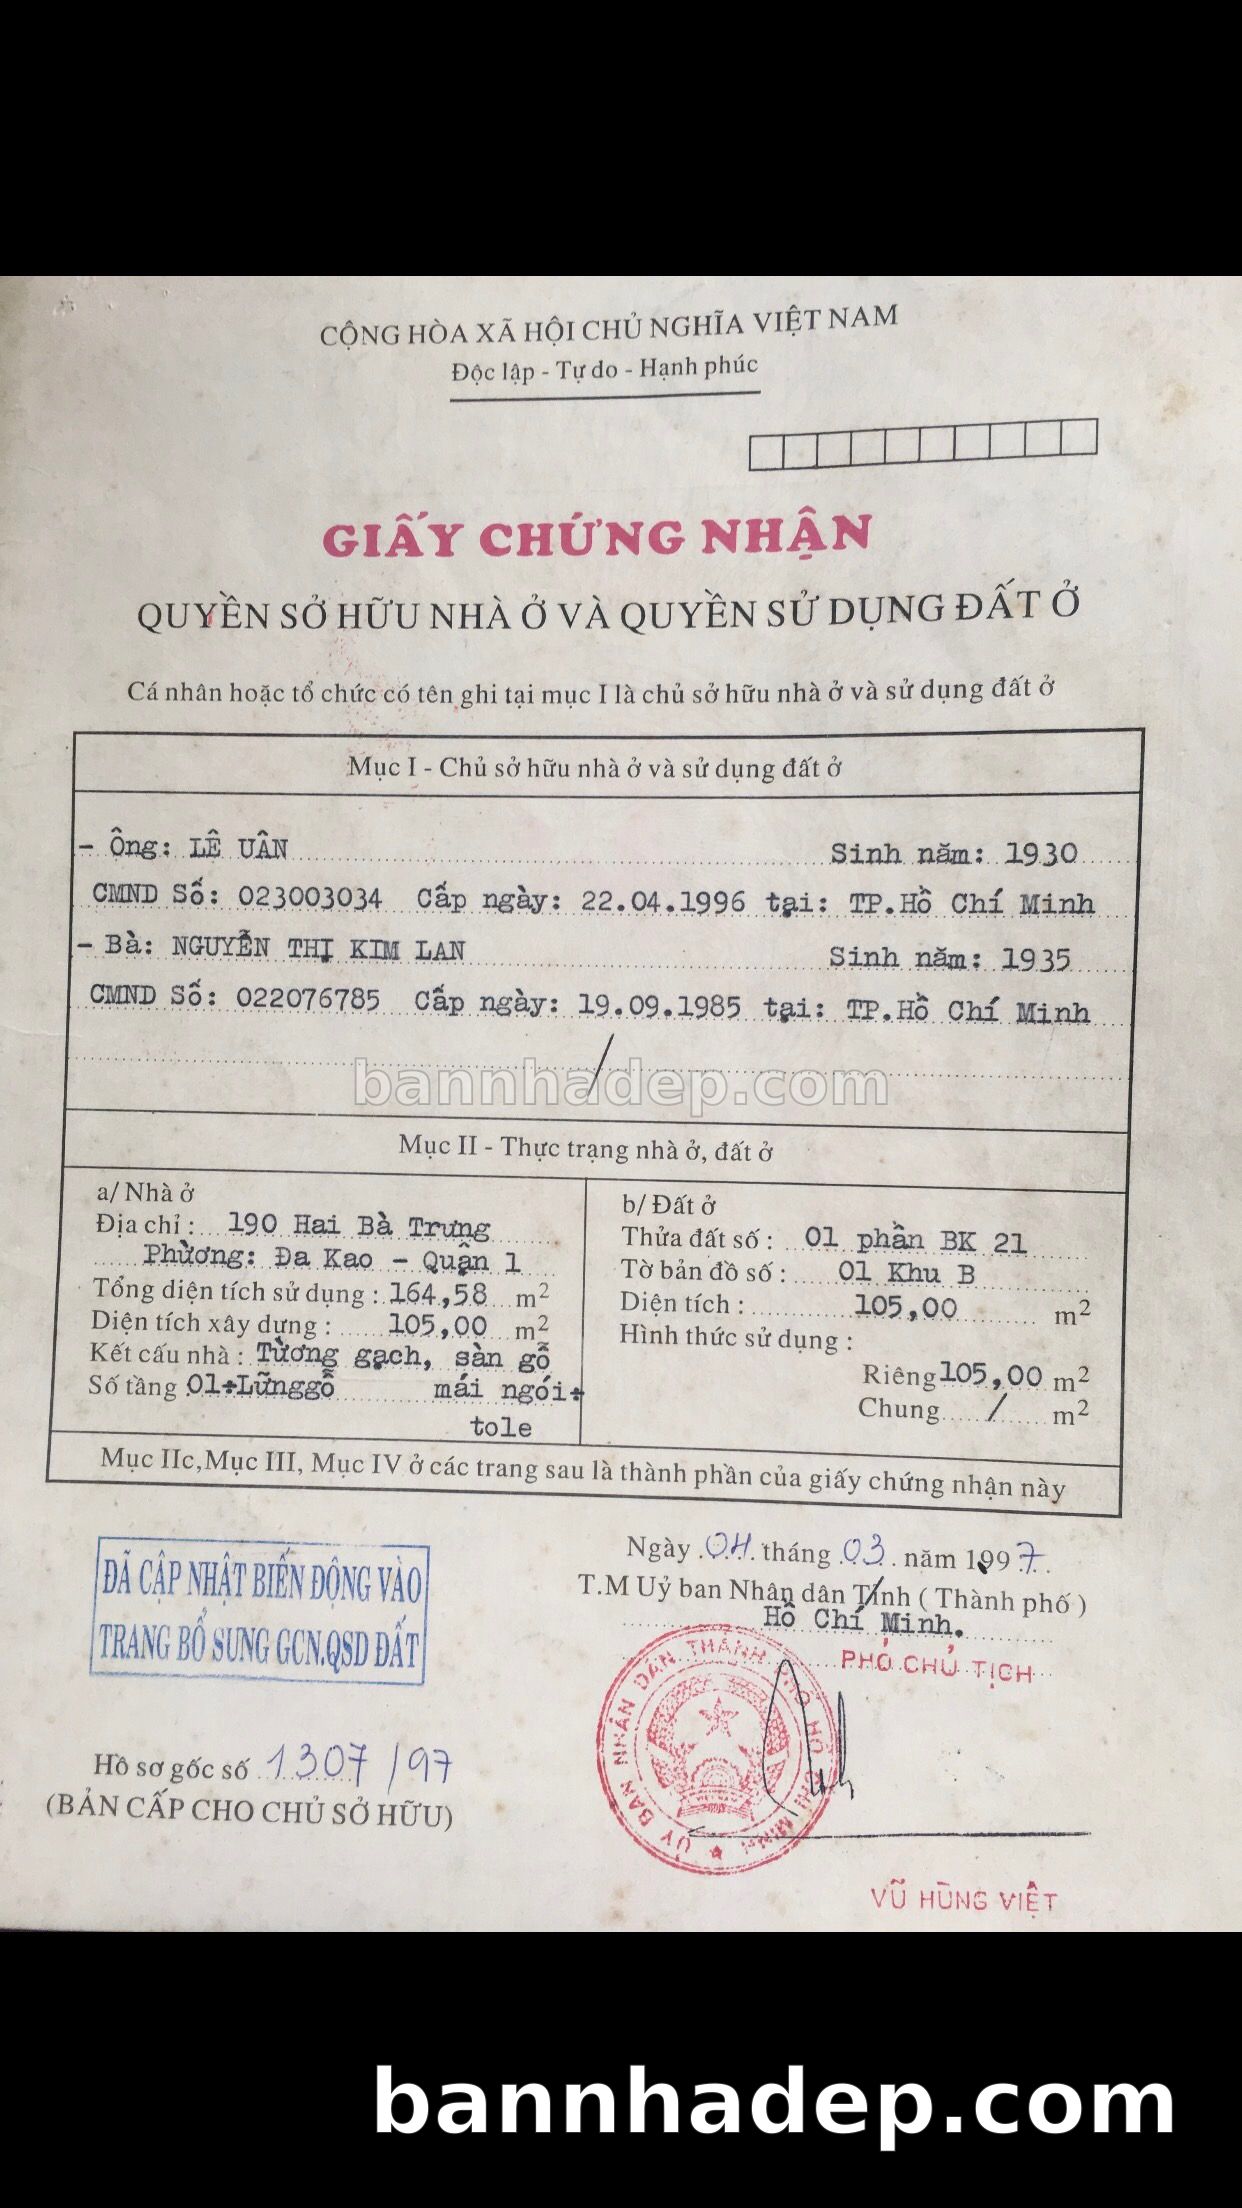 CỘNG HÒA XÃ HỘI CHỦ NGHĨA VIỆT NAM
Độc lập - Tự do - Hạnh phúc
GIẤY CHỨNG NHẬN
QUYỀN SỞ HỮU NHÀ Ở VÀ QUYỀN SỬ DỤNG ĐẤT Ở
Cá nhân hoặc tổ chức có tên ghi tại mục I là chủ sở hữu nhà ở và sử dụng đất ở
Mục I - Chủ sở hữu nhà ở và sử dụng đất ở
- Ông: LÊ UÂN Sinh năm: 1930
CMND Số: 023003034 Cấp ngày: 22.04.1996 tại: TP.Hồ Chí Minh
- Bà: NGUYỄN THỊ KIM LAN Sinh năm: 1935
CMND Số: 022076785 Cấp ngày: 19.09.1985 tại: TP.Hồ Chí Minh
bannhadep.com
Mục II - Thực trạng nhà ở, đất ở
a/ Nhà ở
Địa chỉ : 190 Hai Bà Trưng
Phường: Đa Kao - Quận 1
Tổng diện tích sử dụng : 164,58 m2
Diện tích xây dựng : 105,00 m2
Kết cấu nhà : Tường gạch, sàn gỗ
Số tầng 01+Lửnggỗ mái ngói+
tole
b/ Đất ở
Thửa đất số : 01 phần BK 21
Tờ bản đồ số : 01 Khu B
Diện tích : 105,00 m2
Hình thức sử dụng :
Riêng 105,00 m2
Chung / m2
Mục IIc, Mục III, Mục IV ở các trang sau là thành phần của giấy chứng nhận này
ĐÃ CẬP NHẬT BIẾN ĐỘNG VÀO
TRANG BỔ SUNG GCN.QSD ĐẤT
Ngày 04 tháng 03 năm 1997
T.M Uỷ ban Nhân dân Tỉnh ( Thành phố )
Hồ Chí Minh.
PHÓ CHỦ TỊCH
ỦY BAN NHÂN DÂN THÀNH PHỐ HỒ CHÍ MINH
VIỆT NAM
Hồ sơ gốc số 1307/97
(BẢN CẤP CHO CHỦ SỞ HỮU)
VŨ HÙNG VIỆT
bannhadep.com